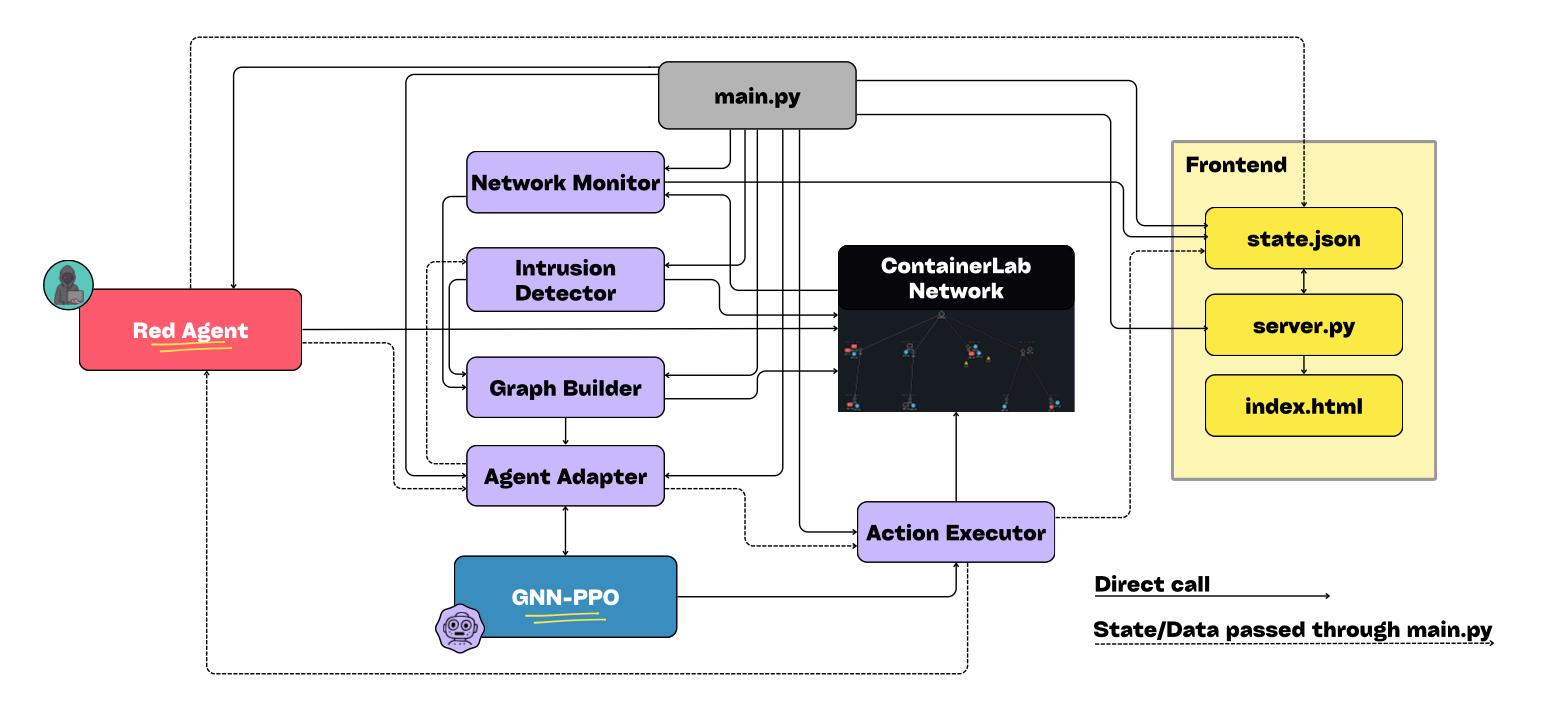 main.py
Network Monitor
Frontend
state.json
Intrusion
Detector
ContainerLab
Network
Red Agent
server.py
Graph Builder
index.html
Agent Adapter
Action Executor
GNN-PPO
Direct call
State/Data passed through main.py